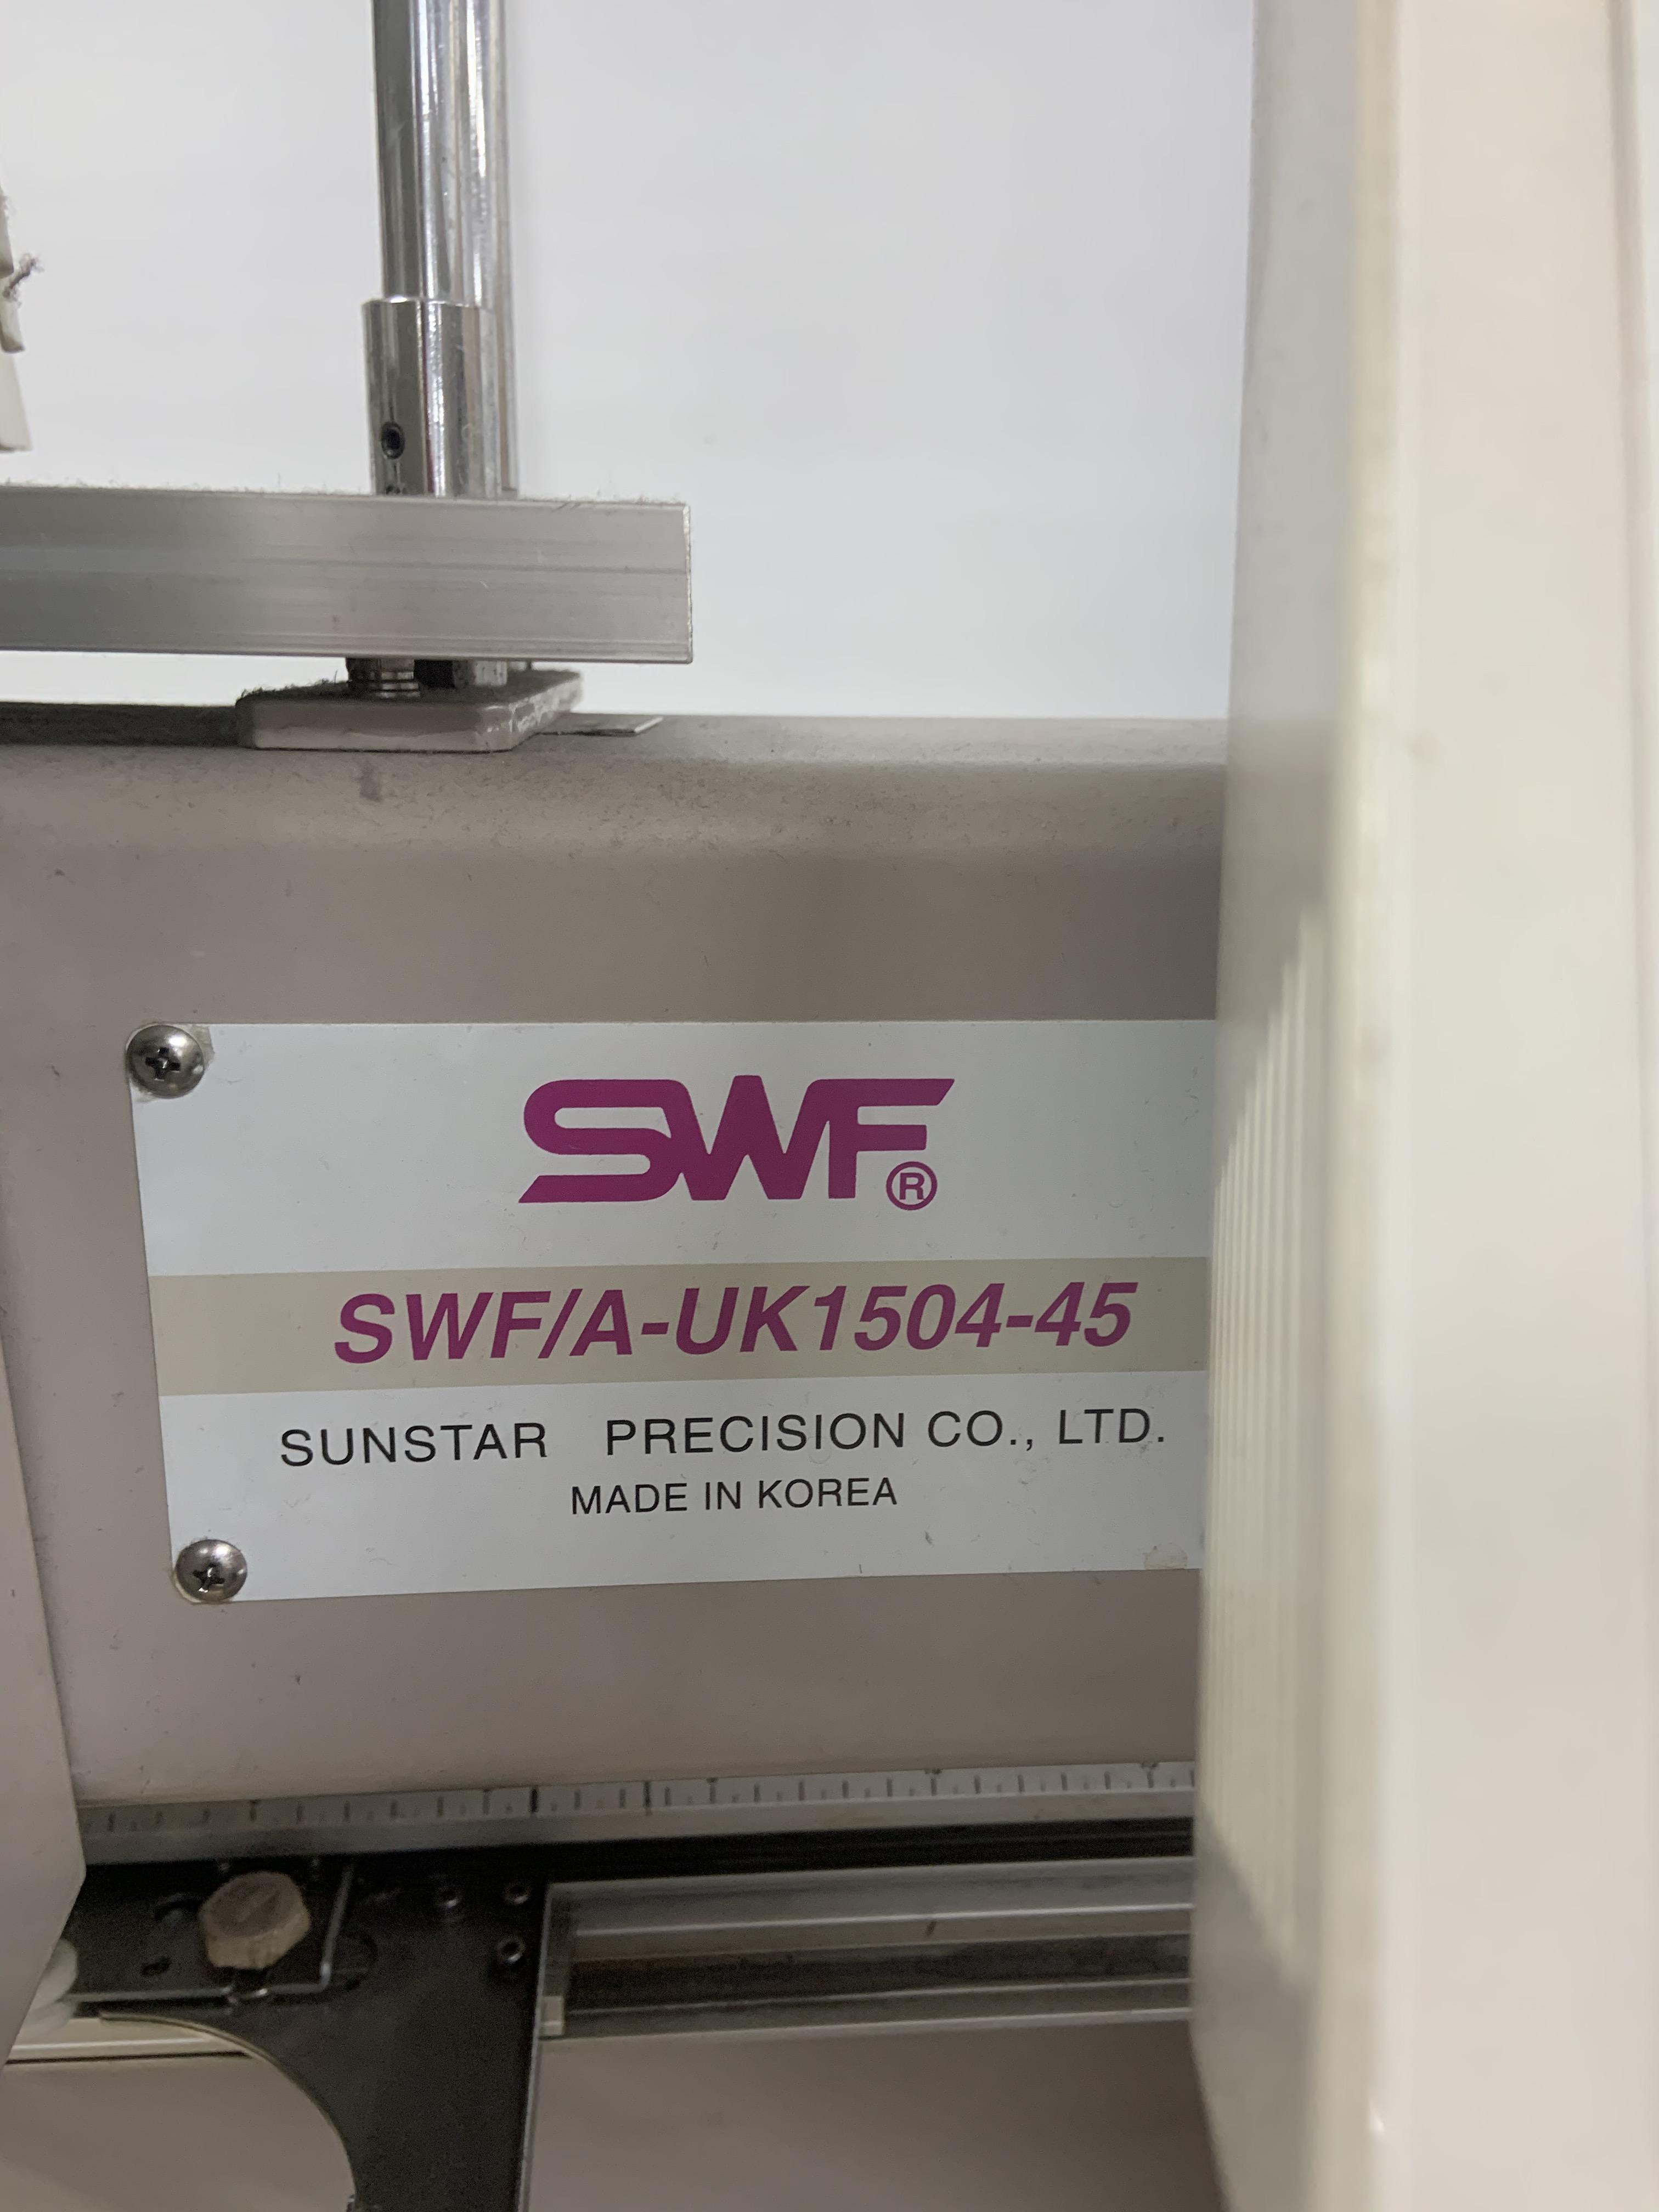 SWF®
SWF/A-UK1504-45
SUNSTAR PRECISION CO., LTD.
MADE IN KOREA